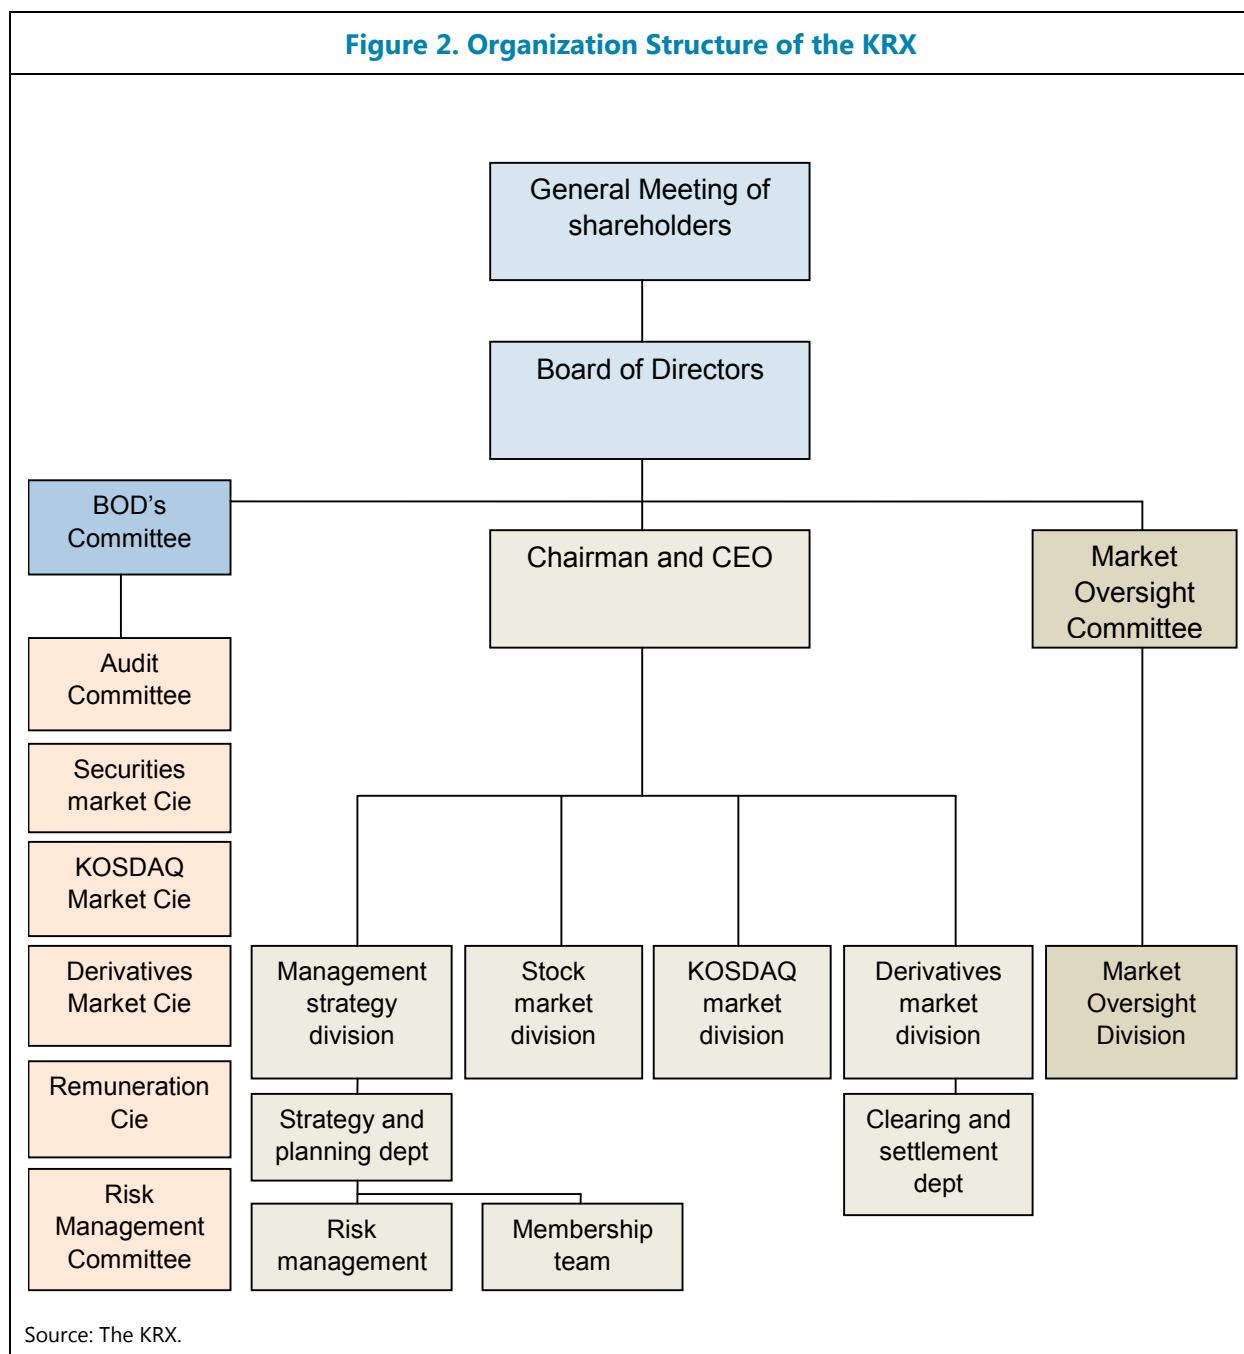 Figure 2. Organization Structure of the KRX
General Meeting of
shareholders
Board of Directors
BOD's
Committee
Chairman and CEO
Market
Oversight
Committee
Audit
Committee
Securities
market Cie
KOSDAQ
Market Cie
Derivatives
Market Cie
Remuneration
Cie
Risk
Management
Committee
Management
strategy
division
Stock
market
division
KOSDAQ
market
division
Derivatives
market
division
Market
Oversight
Division
Strategy and
planning dept
Clearing and
settlement
dept
Risk
management
Membership
team
Source: The KRX.